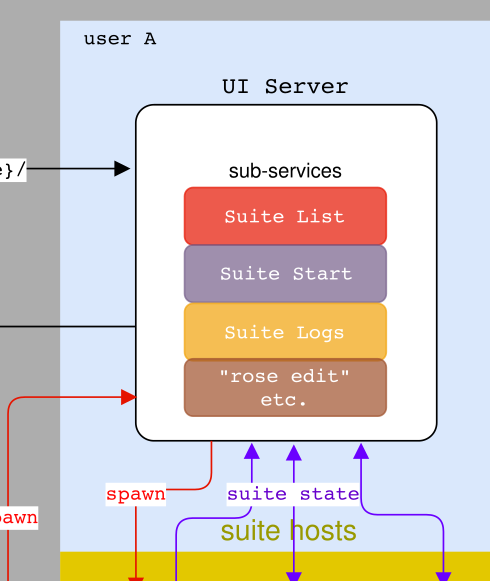 user A
UI Server
}/
sub-services
Suite List
Suite Start
Suite Logs
"rose edit"
etc.
spawn
suite state
awn
suite hosts